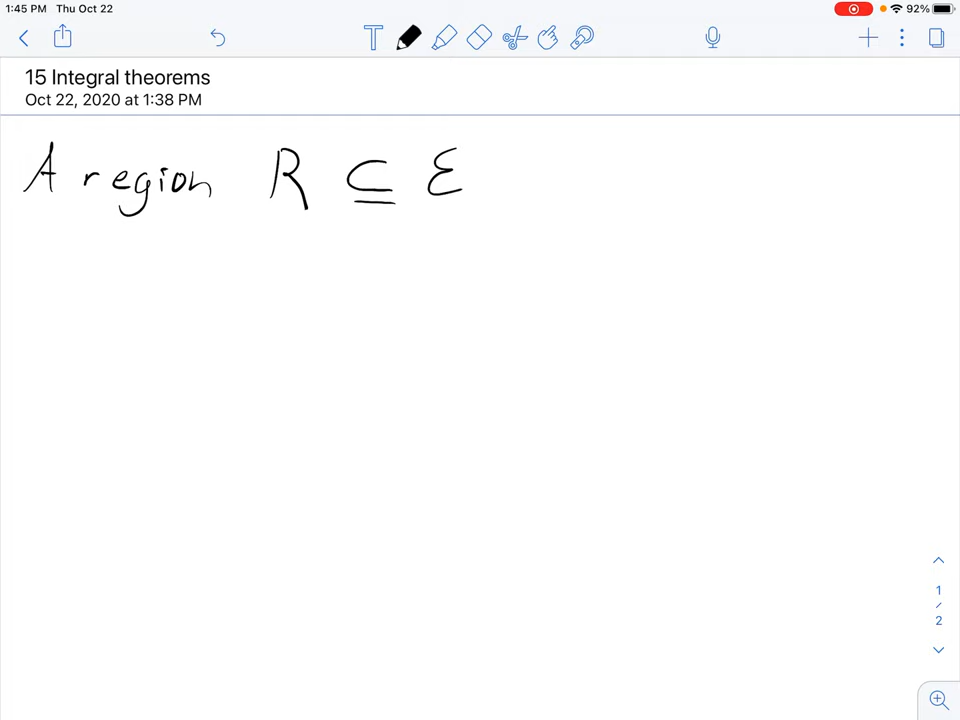 1:45 PM Thu Oct 22 92%
T
15 Integral theorems
Oct 22, 2020 at 1:38 PM
A region R ⊆ ℰ
1
/
2